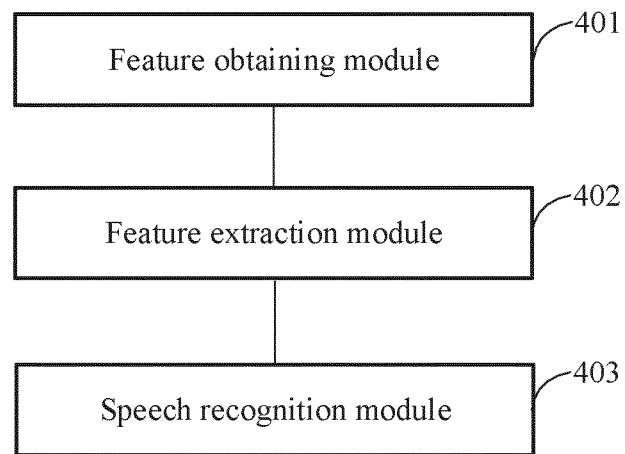 401
Feature obtaining module
402
Feature extraction module
403
Speech recognition module